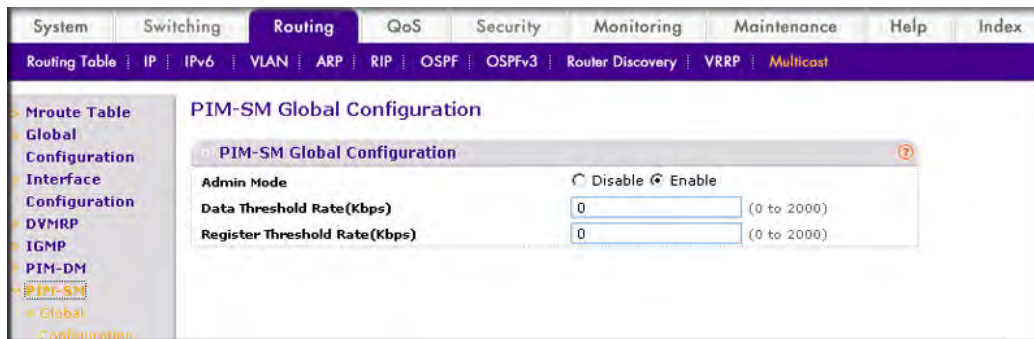 System Switching Routing QoS Security Monitoring Maintenance Help Index
Routing Table IP IPv6 VLAN ARP RIP OSPF OSPFv3 Router Discovery VRRP Multicast
Mroute Table
Global
Configuration
Interface
Configuration
DVMRP
IGMP
PIM-DM
PIM-SM
Global
Configuration
PIM-SM Global Configuration
PIM-SM Global Configuration ?
Admin Mode Disable Enable
Data Threshold Rate(Kbps) 0 (0 to 2000)
Register Threshold Rate(Kbps) 0 (0 to 2000)